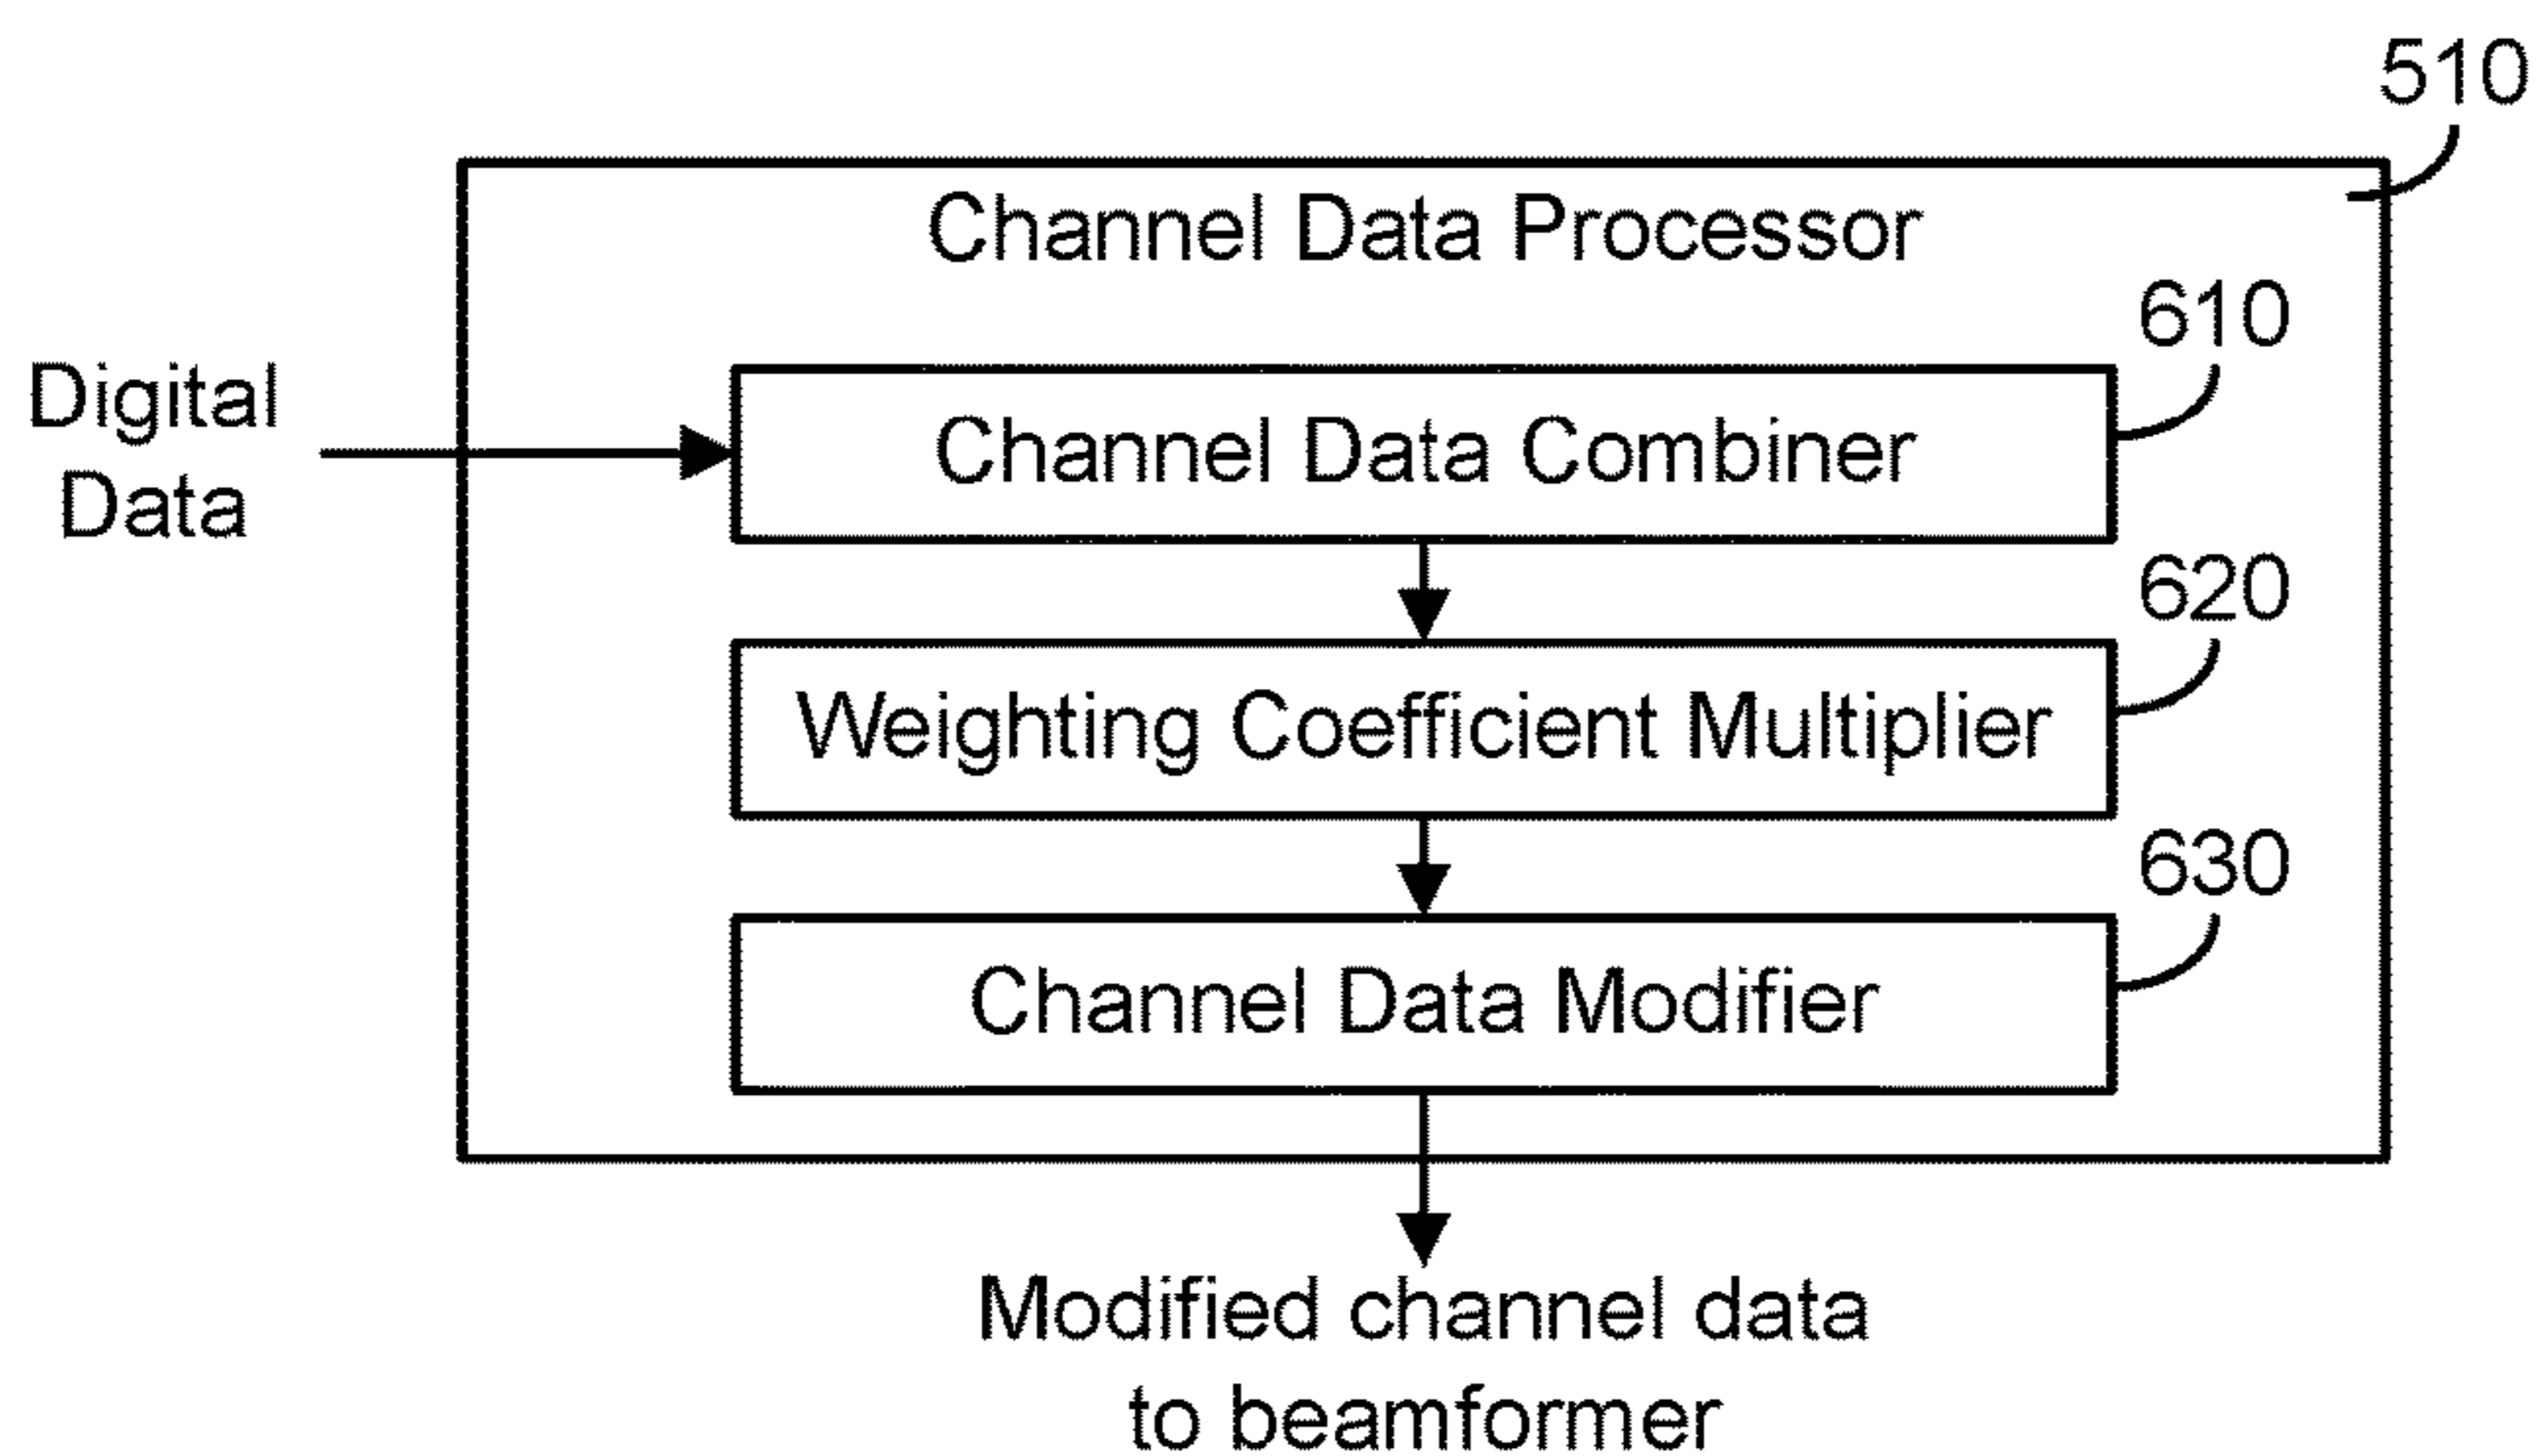 510
Channel Data Processor
610
Digital
Data
Channel Data Combiner
620
Weighting Coefficient Multiplier
630
Channel Data Modifier
Modified channel data
to beamformer